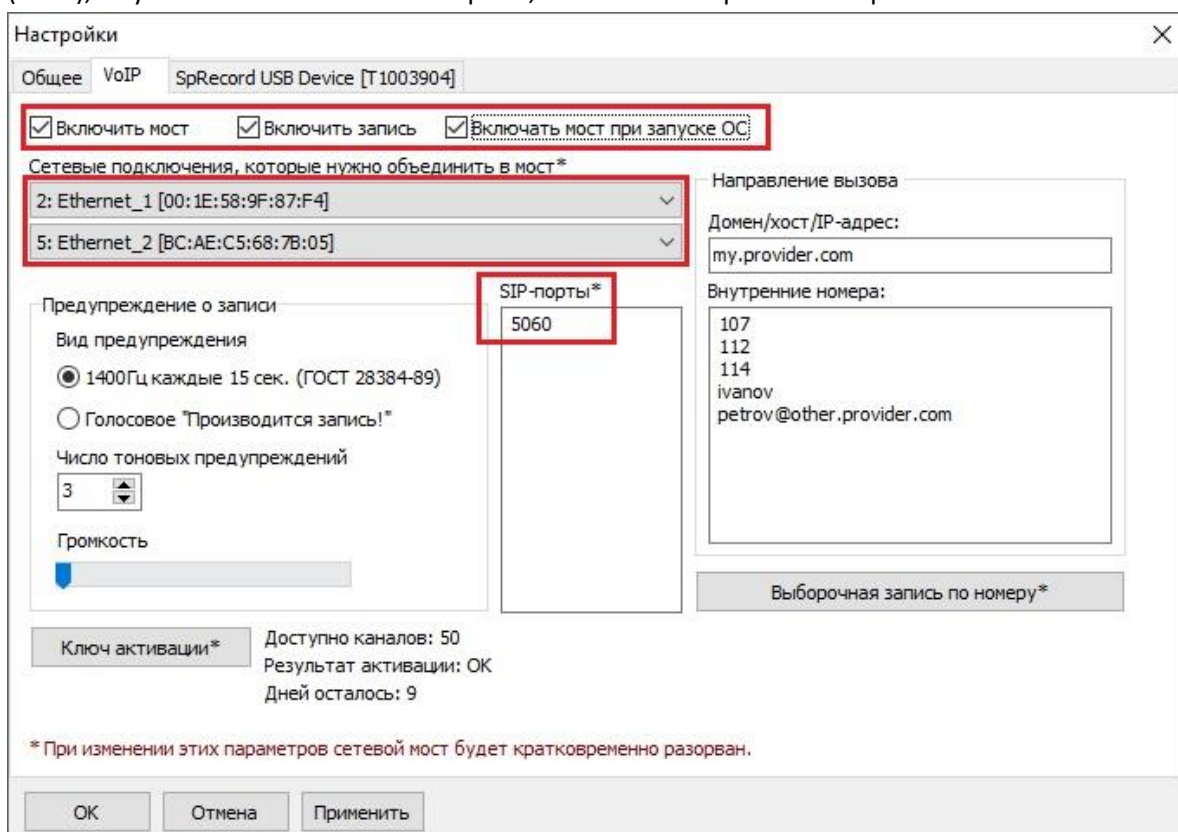 Настройки
Общее VoIP SpRecord USB Device [T1003904]
Включить мост Включить запись Включать мост при запуске ОС
Сетевые подключения, которые нужно объединить в мост*
2: Ethernet_1 [00:1E:58:9F:87:F4]
5: Ethernet_2 [BC:AE:C5:68:7B:05]
Направление вызова
Домен/хост/IP-адрес:
my.provider.com
Внутренние номера:
107
112
114
ivanov
petrov@other.provider.com
Предупреждение о записи
Вид предупреждения
1400Гц каждые 15 сек. (ГОСТ 28384-89)
Голосовое "Производится запись!"
Число тоновых предупреждений
3
Громкость
SIP-порты*
5060
Выборочная запись по номеру*
Ключ активации*
Доступно каналов: 50
Результат активации: OK
Дней осталось: 9
* При изменении этих параметров сетевой мост будет кратковременно разорван.
OK Отмена Применить